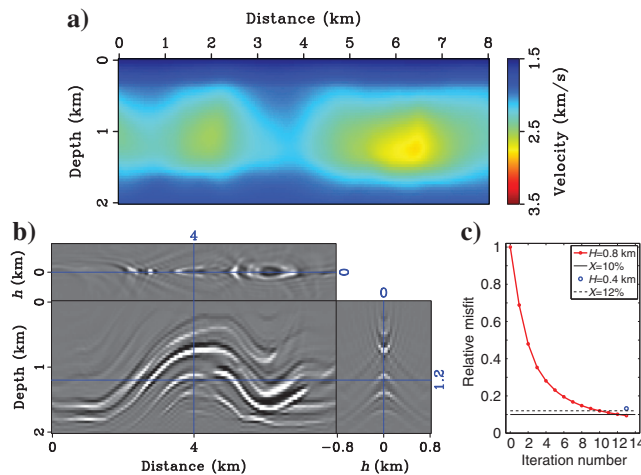 a)
Distance (km)
0 1 2 3 4 5 6 7 8
Depth (km)
0
1
2
1.5
2.5
3.5
Velocity (km/s)
b)
4
h (km)
0
0
0
0
Depth (km)
1
2
1.2
0
4
−0.8
0
0.8
Distance (km)
h (km)
c)
H=0.8 km
X=10%
H=0.4 km
X=12%
Relative misfit
1
0.8
0.6
0.4
0.2
0
0 2 4 6 8 10 12 14
Iteration number